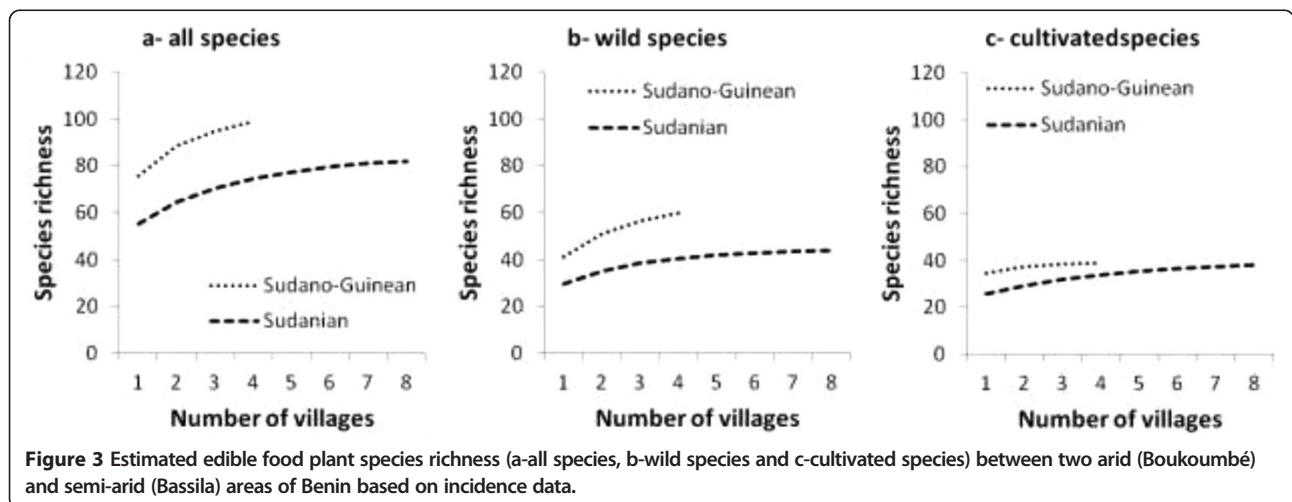 a- all species
120
100
80
60
40
20
0
Species richness
Sudano-Guinean
Sudanian
1 2 3 4 5 6 7 8
Number of villages
b- wild species
120
100
80
60
40
20
0
Species richness
Sudano-Guinean
Sudanian
1 2 3 4 5 6 7 8
Number of villages
c- cultivatedspecies
120
100
80
60
40
20
0
Species richness
Sudano-Guinean
Sudanian
1 2 3 4 5 6 7 8
Number of villages
Figure 3 Estimated edible food plant species richness (a-all species, b-wild species and c-cultivated species) between two arid (Boukoumbé)
and semi-arid (Bassila) areas of Benin based on incidence data.